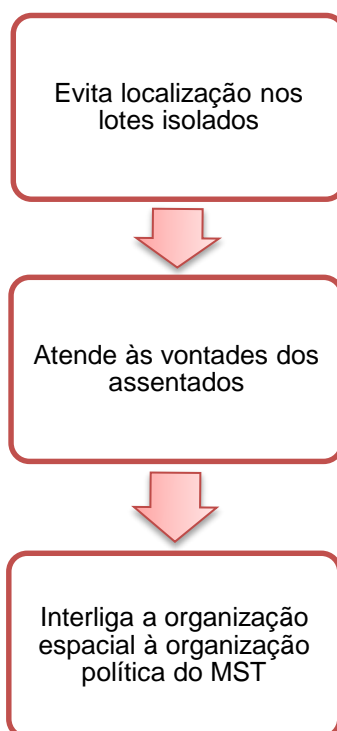 Evita localização nos
lotes isolados
Atende às vontades dos
assentados
Interliga a organização
espacial à organização
política do MST